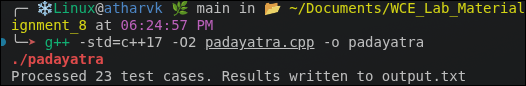 ╭─ ❄️Linux@atharvk 🌿 main in 📂 ~/Documents/WCE_Lab_Material
ignment_8 at 06:24:57 PM
╰─➤ g++ -std=c++17 -O2 padayatra.cpp -o padayatra
./padayatra
Processed 23 test cases. Results written to output.txt